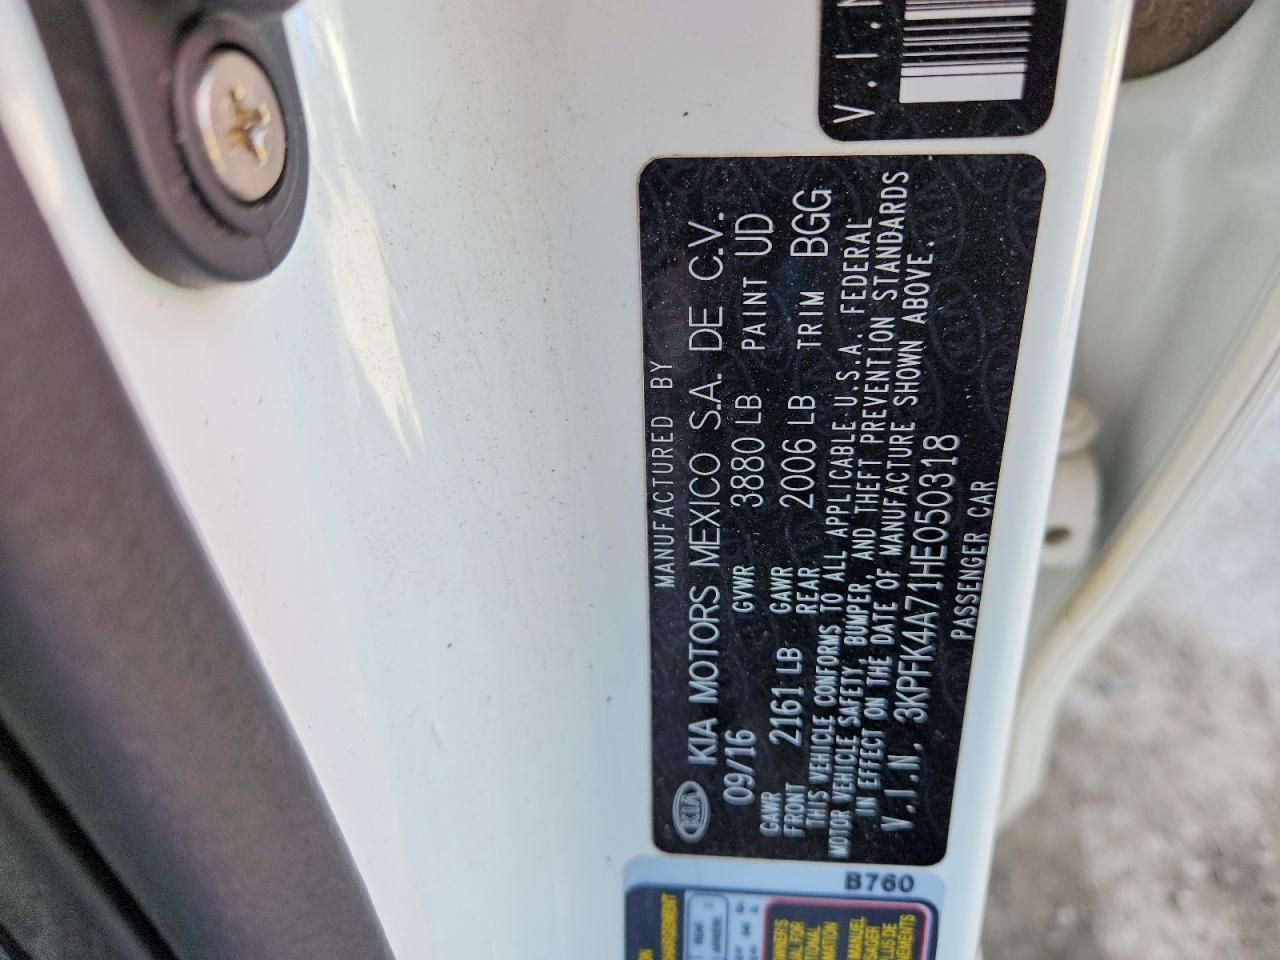 V.I.N
MANUFACTURED BY
KIA KIA MOTORS MEXICO S.A. DE C.V.
09/16 GVWR 3880 LB PAINT UD
GAWR FRONT 2161 LB GAWR REAR 2006 LB TRIM BGG
THIS VEHICLE CONFORMS TO ALL APPLICABLE U.S.A. FEDERAL
MOTOR VEHICLE SAFETY, BUMPER, AND THEFT PREVENTION STANDARDS
IN EFFECT ON THE DATE OF MANUFACTURE SHOWN ABOVE.
V.I.N. 3KPFK4A71HE050318
PASSENGER CAR
B760